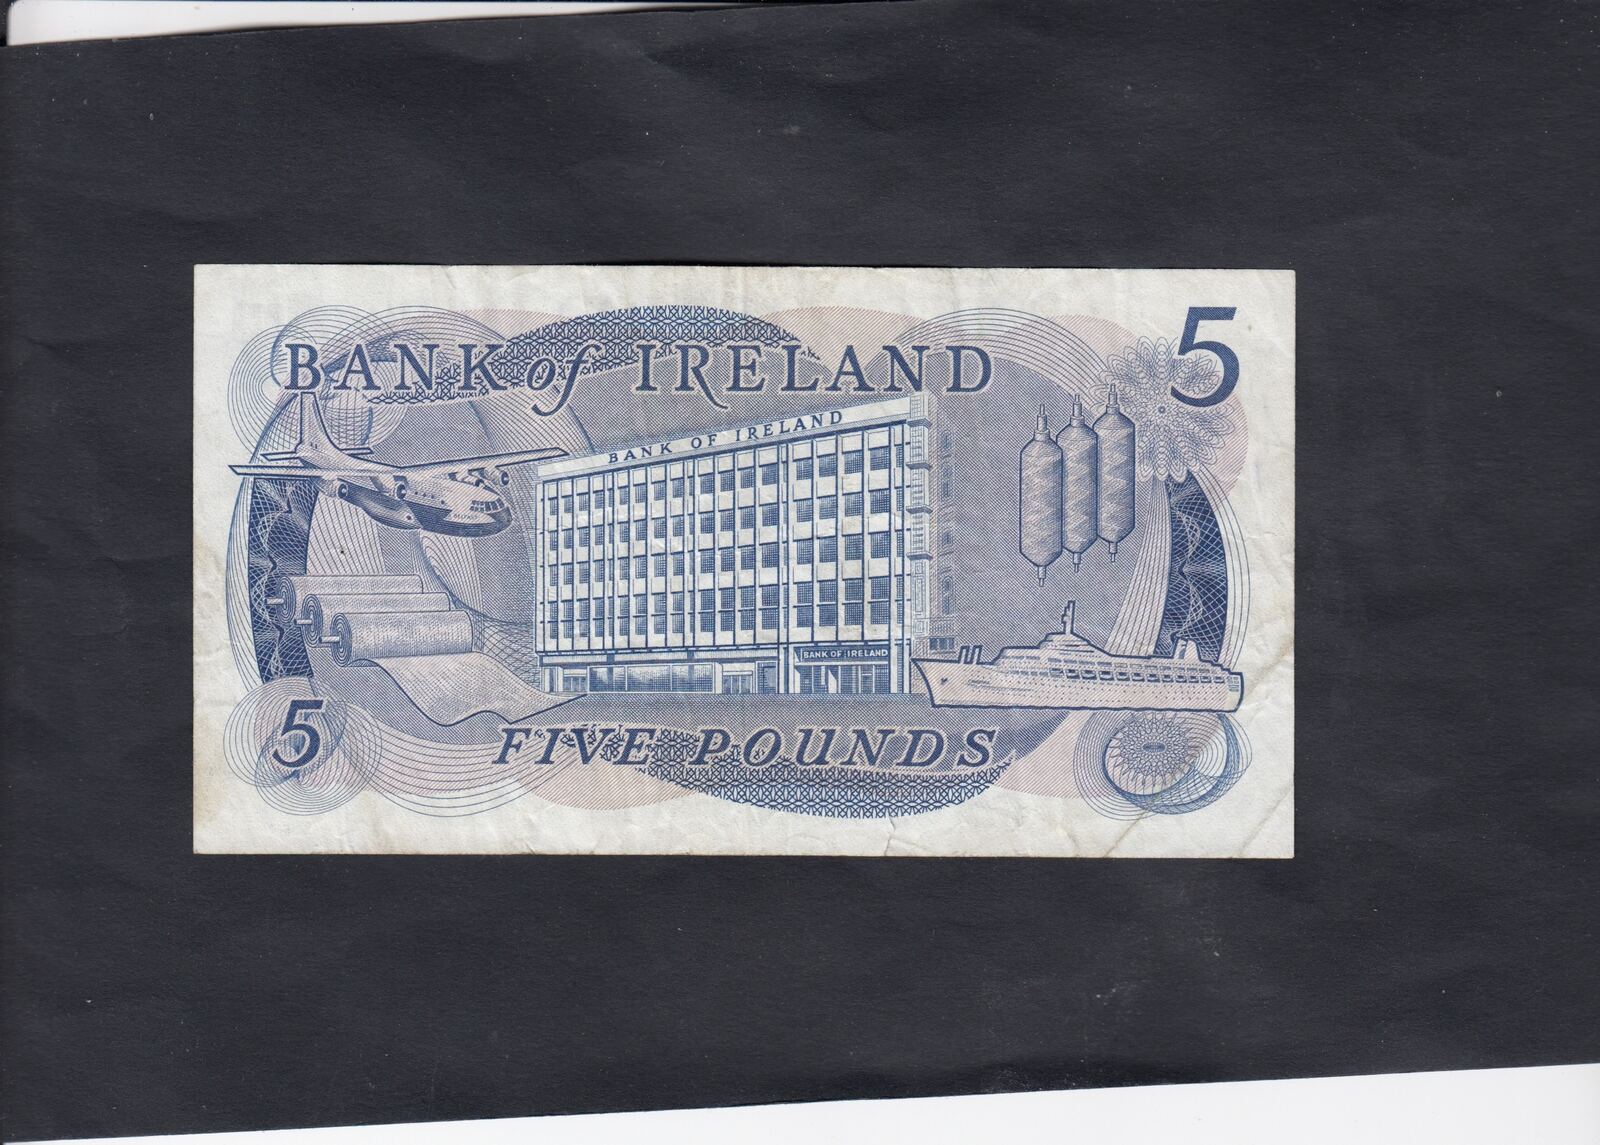 BANK of IRELAND
5
BANK OF IRELAND
BANK OF IRELAND
5
FIVE POUNDS